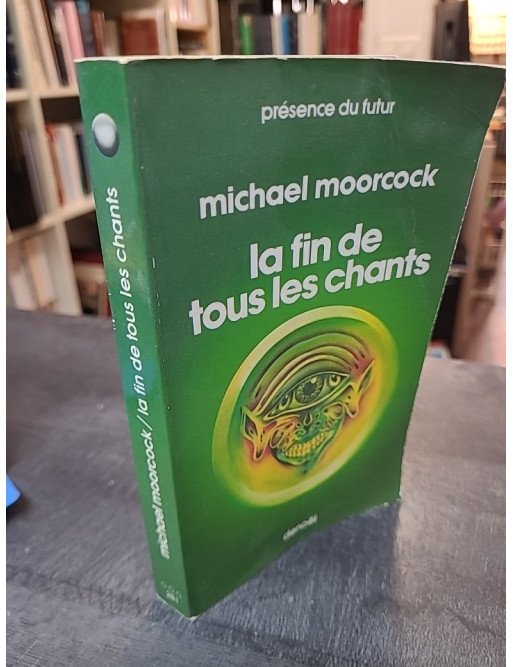 présence du futur
michael moorcock
la fin de
tous les chants
denoël
michael moorcock/la fin de tous les chants